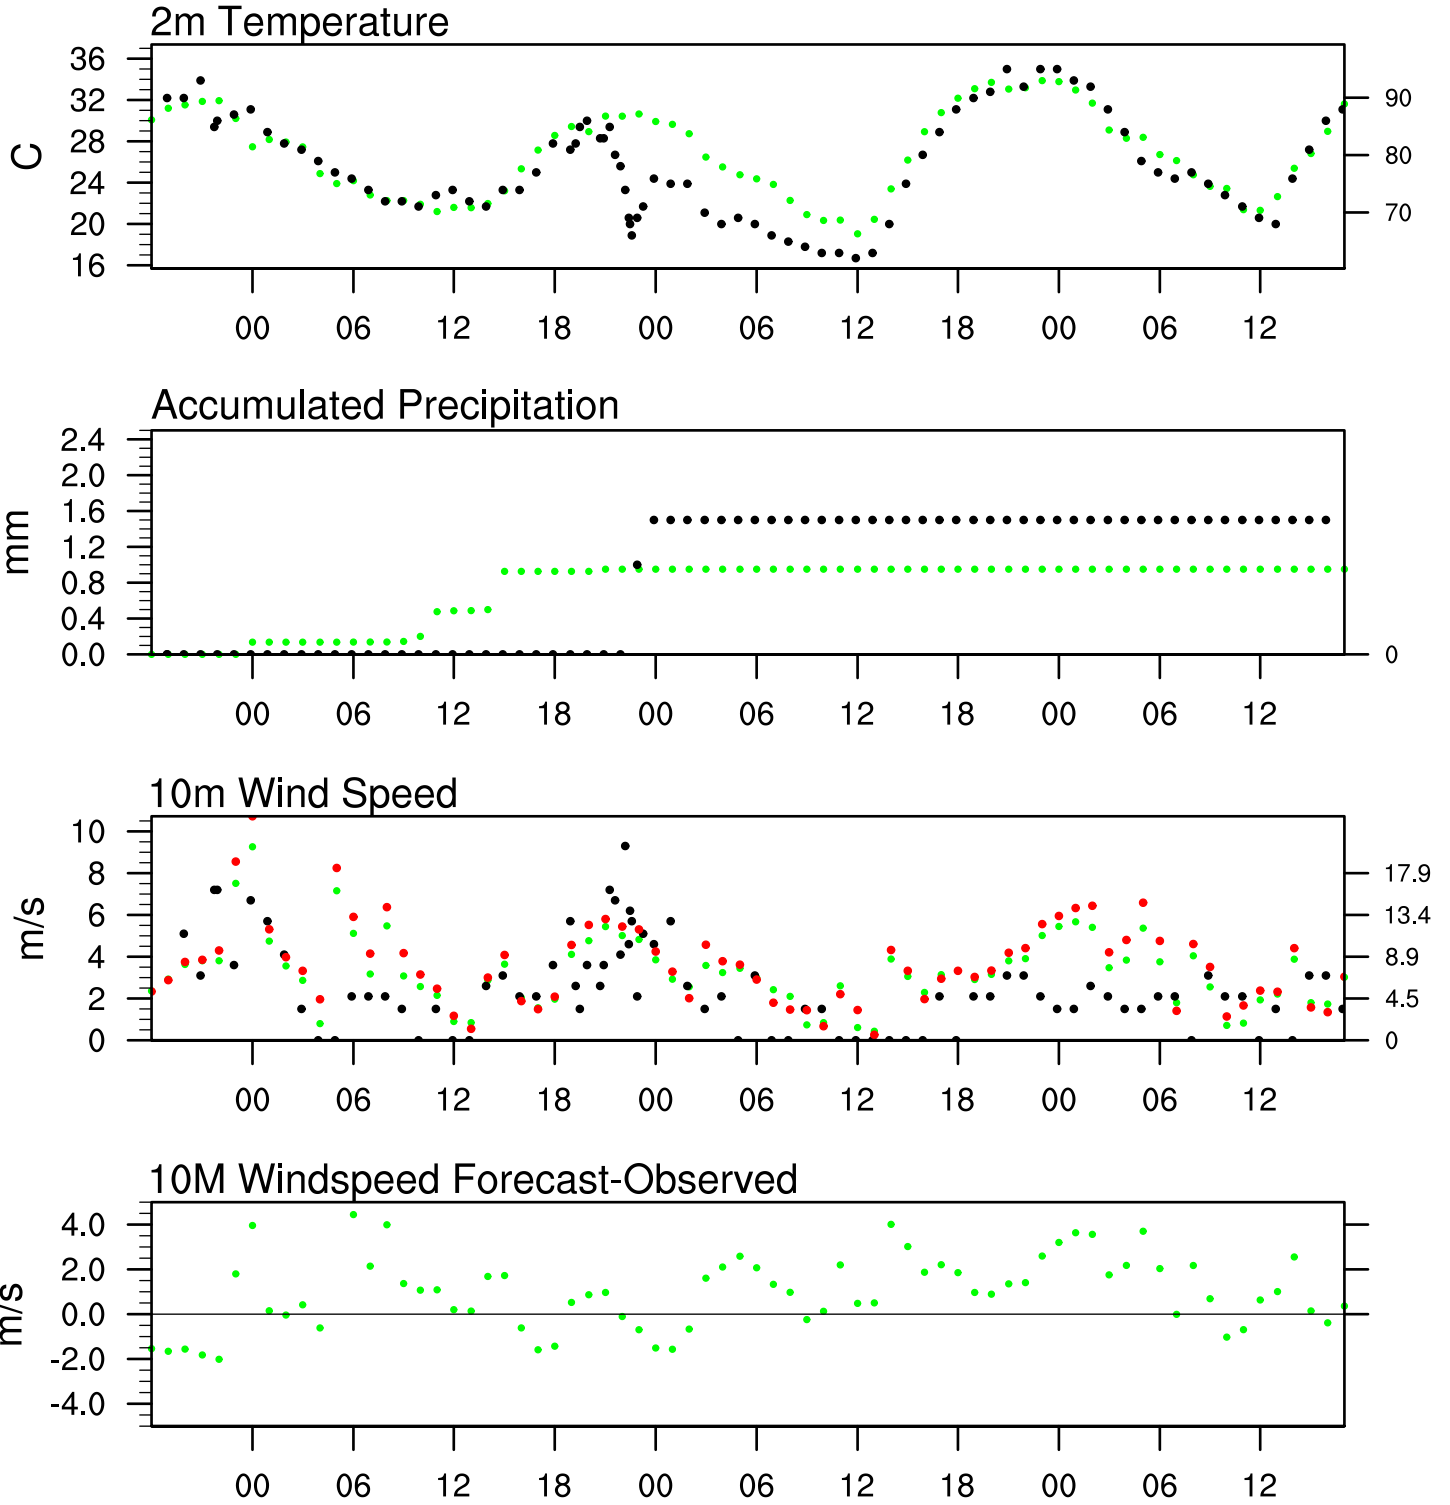 2m Temperature
36
32
28
24
20
16
C
90
80
70
00 06 12 18 00 06 12 18 00 06 12
Accumulated Precipitation
2.4
2.0
1.6
1.2
0.8
0.4
0.0
mm
0
00 06 12 18 00 06 12 18 00 06 12
10m Wind Speed
10
8
6
4
2
0
m/s
17.9
13.4
8.9
4.5
0
00 06 12 18 00 06 12 18 00 06 12
10M Windspeed Forecast-Observed
4.0
2.0
0.0
-2.0
-4.0
m/s
00 06 12 18 00 06 12 18 00 06 12